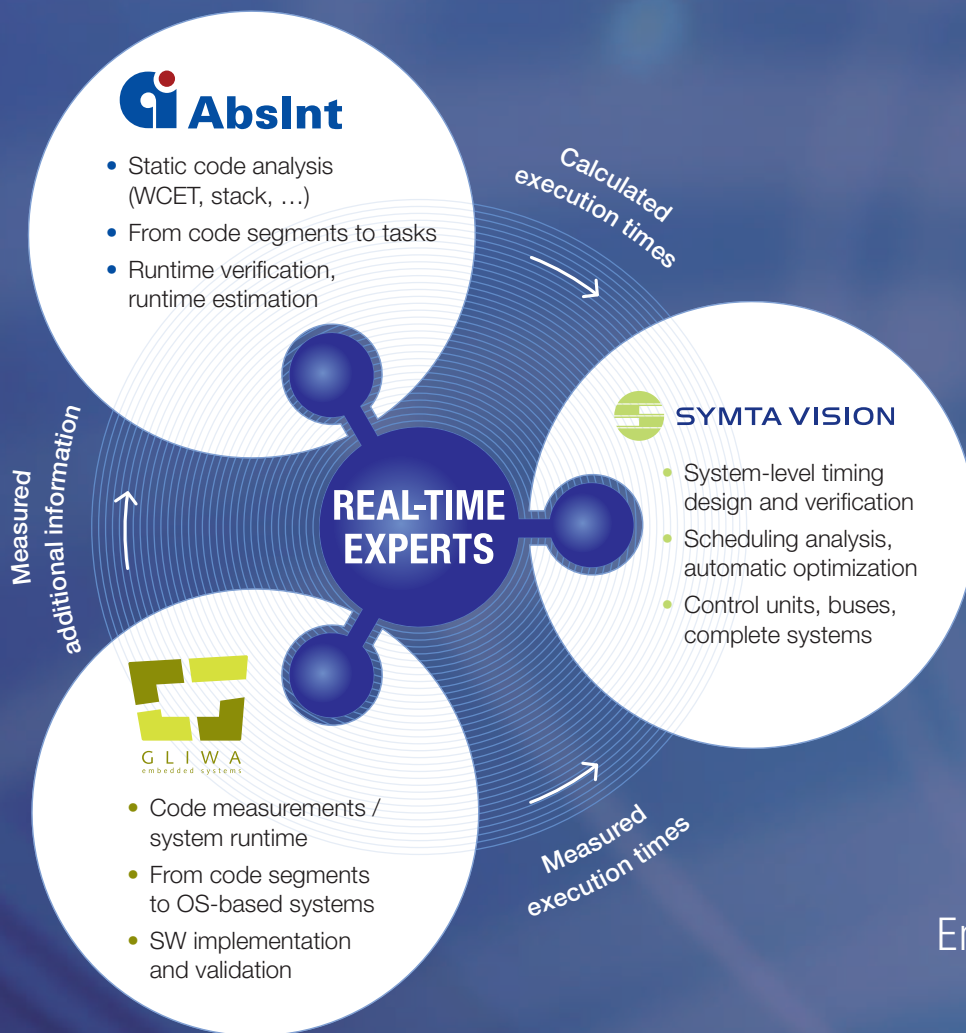 AbsInt
• Static code analysis
(WCET, stack, …)
• From code segments to tasks
• Runtime verification,
runtime estimation
Calculated
execution times
SYMTA VISION
• System-level timing
design and verification
• Scheduling analysis,
automatic optimization
• Control units, buses,
complete systems
REAL-TIME
EXPERTS
Measured
additional information
GLIWA
embedded systems
• Code measurements /
system runtime
• From code segments
to OS-based systems
• SW implementation
and validation
Measured
execution times